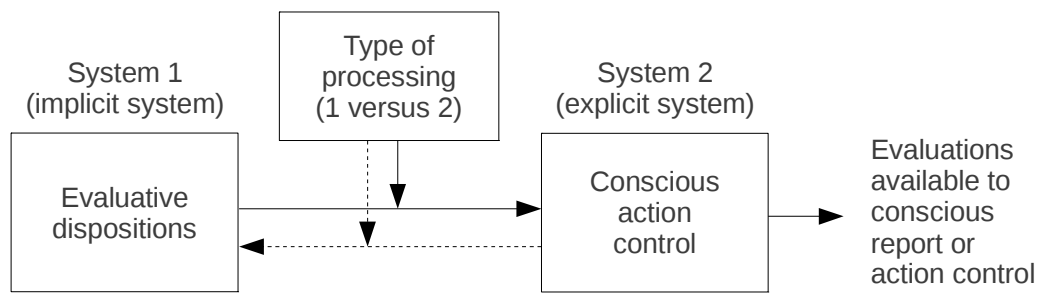 System 1
(implicit system)
Type of
processing
(1 versus 2)
System 2
(explicit system)
Evaluative
dispositions
Conscious
action
control
Evaluations
available to
conscious
report or
action control